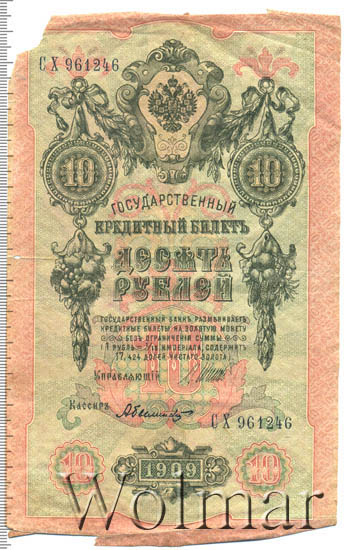 СХ 961246
10 10
ГОСУДАРСТВЕННЫЙ
КРЕДИТНЫЙ БИЛЕТЪ
ДЕСЯТЬ
РУБЛЕЙ
ГОСУДАРСТВЕННЫЙ БАНКЪ РАЗМѢНИВАЕТЪ
КРЕДИТНЫЕ БИЛЕТЫ НА ЗОЛОТУЮ МОНЕТУ
БЕЗЪ ОГРАНИЧЕНІЯ СУММЫ
(1 РУБЛЬ = 1/15 ИМПЕРІАЛА, СОДЕРЖИТЪ
17,424 ДОЛЕЙ ЧИСТАГО ЗОЛОТА).
УПРАВЛЯЮЩІЙ
10
Кассиръ
СХ 961246
10 1909 10
Wolmar